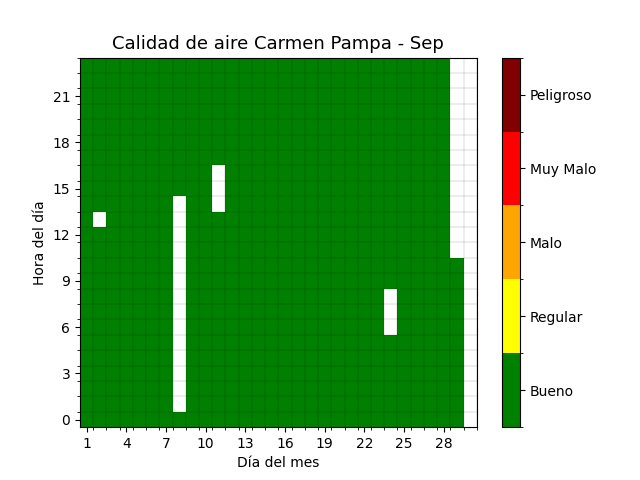 Calidad de aire Carmen Pampa - Sep
Hora del día
21
18
15
12
9
6
3
0
1 4 7 10 13 16 19 22 25 28
Día del mes
Peligroso
Muy Malo
Malo
Regular
Bueno